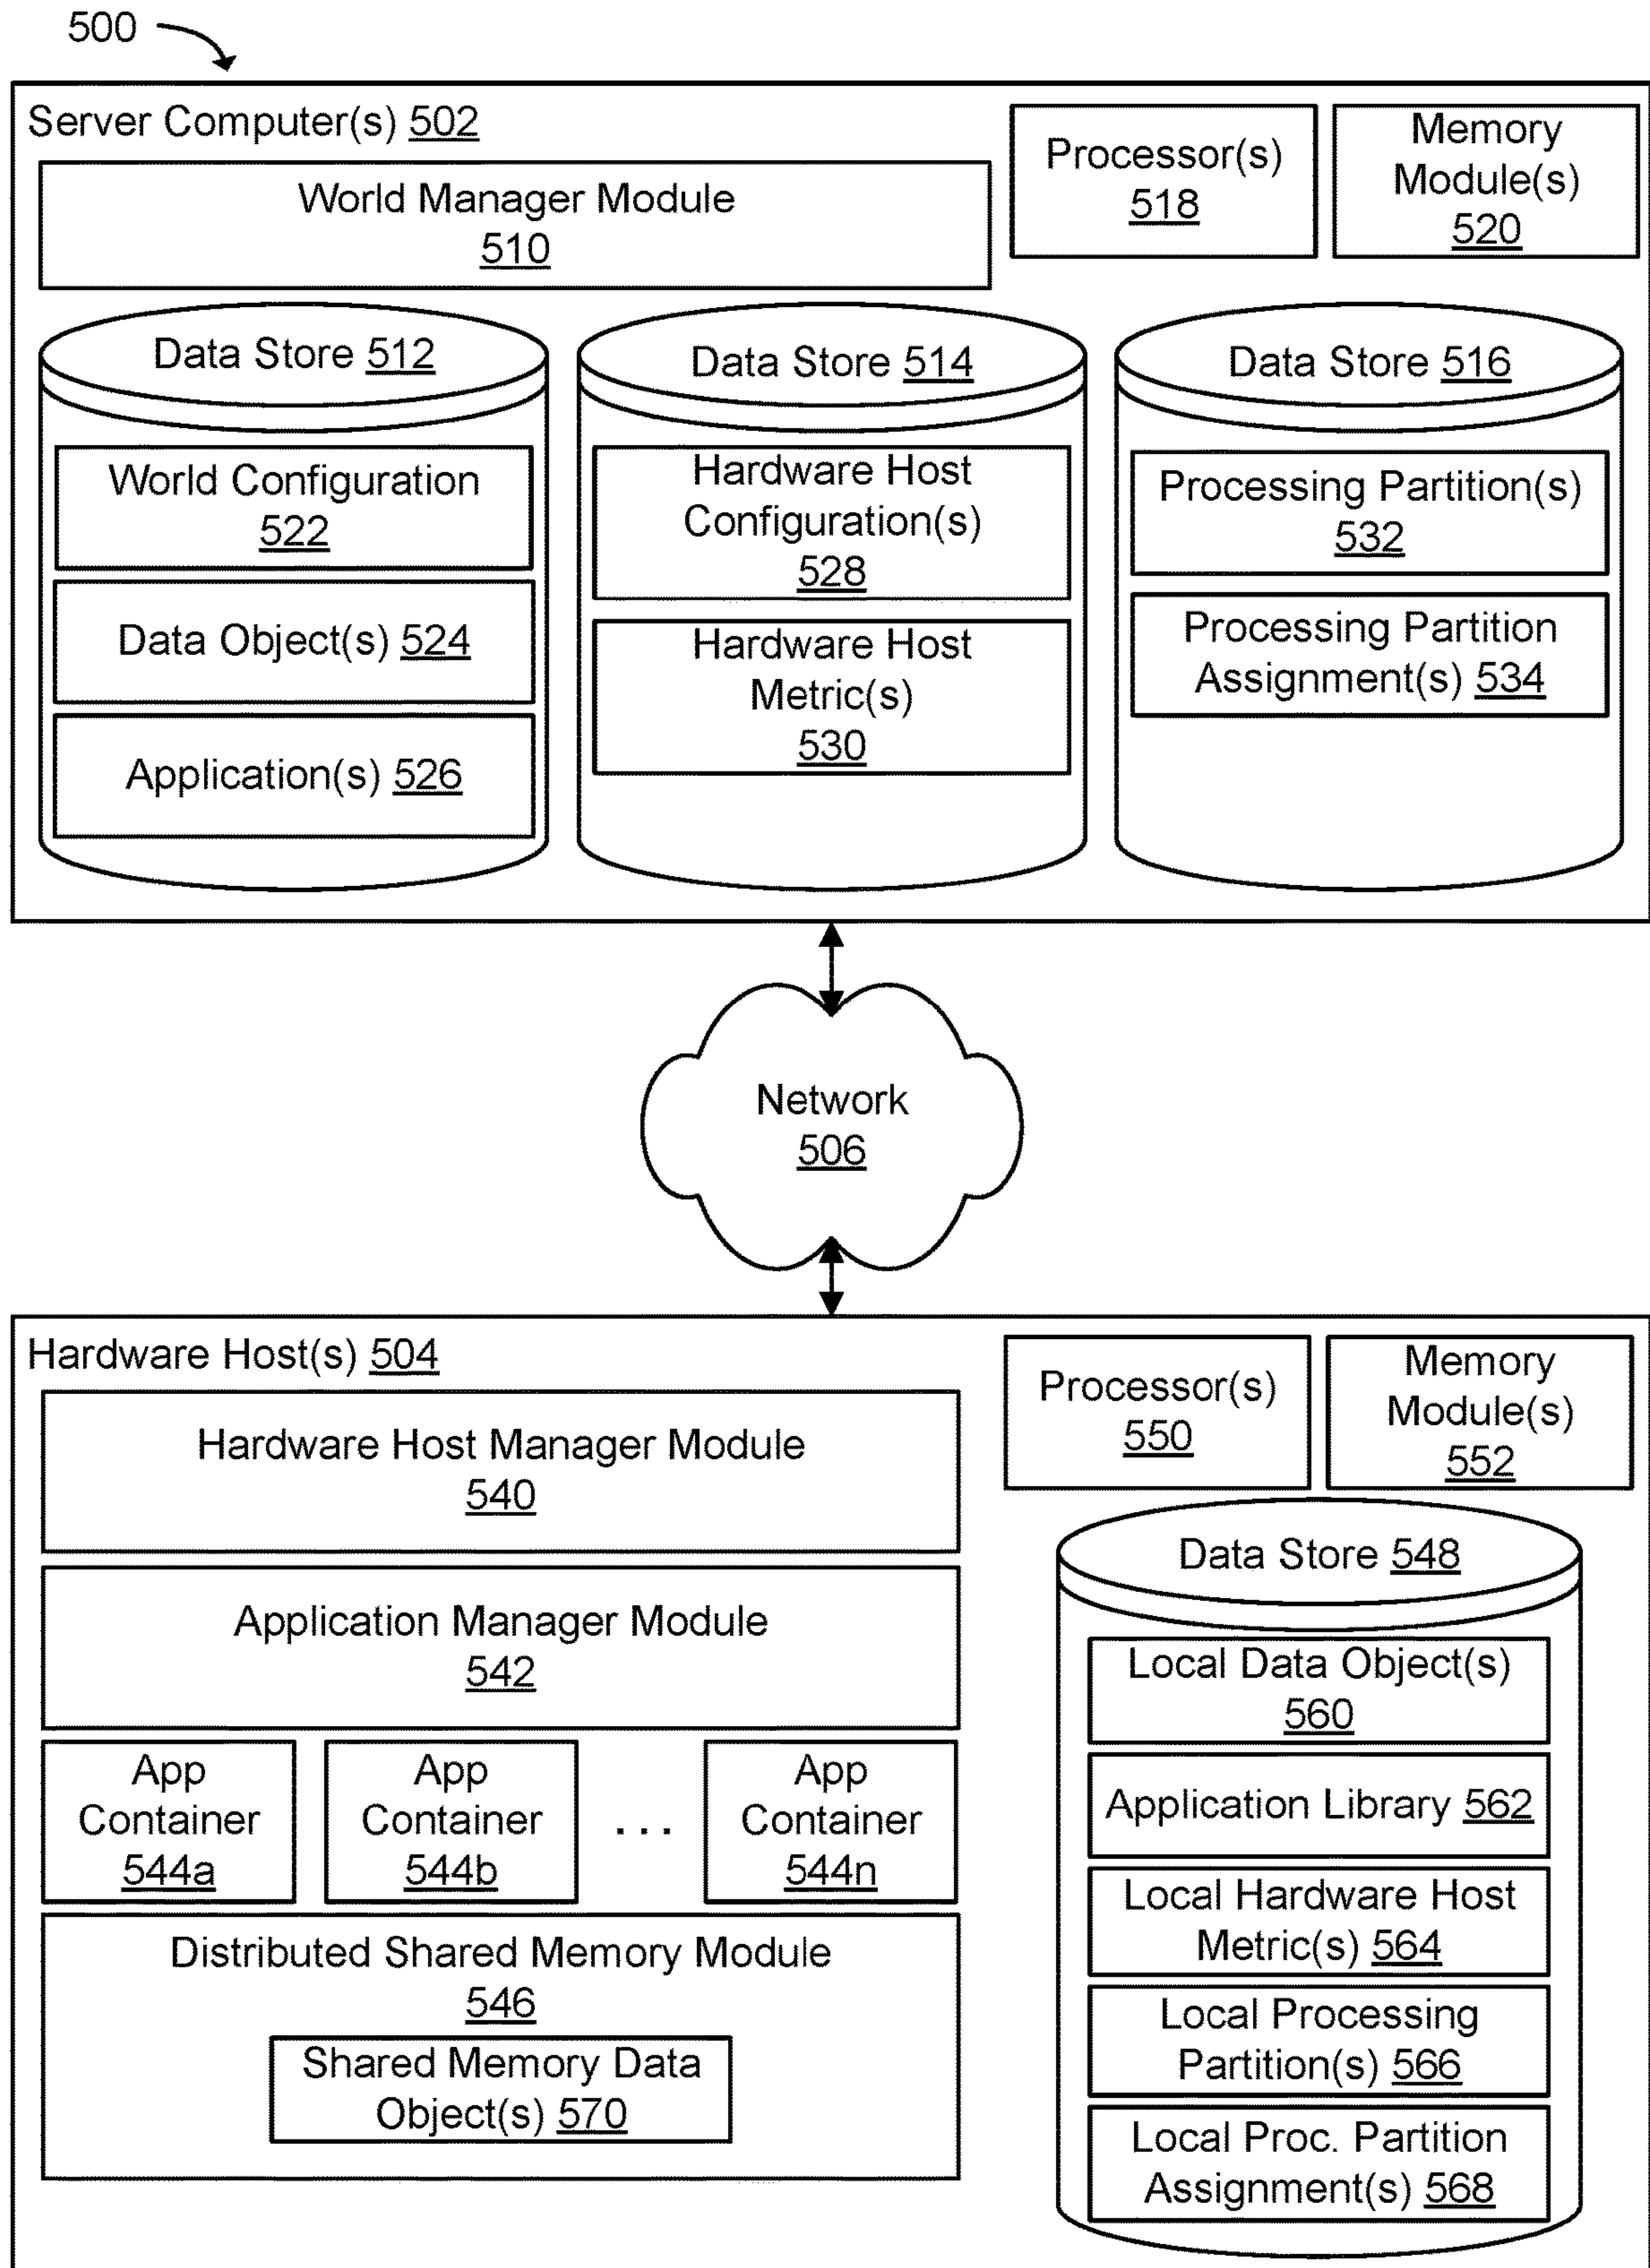 500
Server Computer(s) 502
World Manager Module
510
Processor(s)
518
Memory
Module(s)
520
Data Store 512
World Configuration
522
Data Object(s) 524
Application(s) 526
Data Store 514
Hardware Host
Configuration(s)
528
Hardware Host
Metric(s)
530
Data Store 516
Processing Partition(s)
532
Processing Partition
Assignment(s) 534
Network
506
Hardware Host(s) 504
Hardware Host Manager Module
540
Application Manager Module
542
App
Container
544a
App
Container
544b
...
App
Container
544n
Distributed Shared Memory Module
546
Shared Memory Data
Object(s) 570
Processor(s)
550
Memory
Module(s)
552
Data Store 548
Local Data Object(s)
560
Application Library 562
Local Hardware Host
Metric(s) 564
Local Processing
Partition(s) 566
Local Proc. Partition
Assignment(s) 568